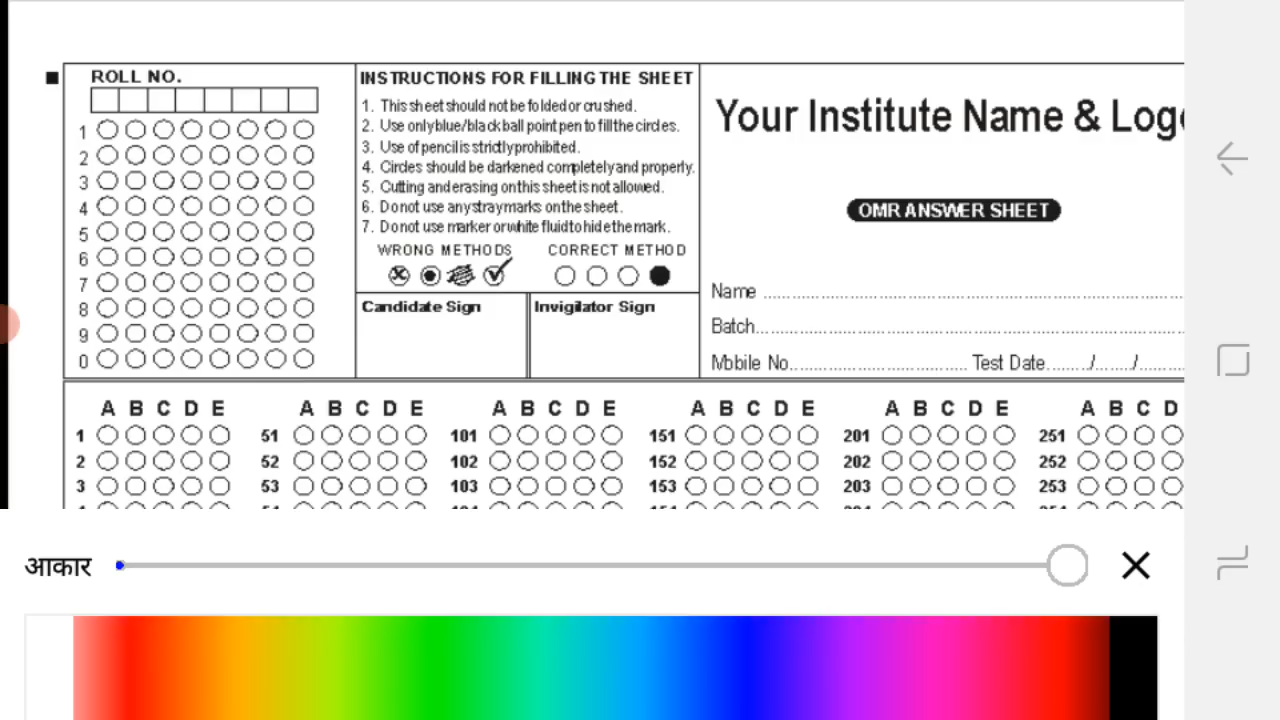 ROLL NO.
1
2
3
4
5
6
7
8
9
0
INSTRUCTIONS FOR FILLING THE SHEET
1. This sheet should not be folded or crushed.
2. Use only blue/black ball point pen to fill the circles.
3. Use of pencil is strictly prohibited.
4. Circles should be darkened completely and properly.
5. Cutting and erasing on this sheet is not allowed.
6. Do not use any stray marks on the sheet.
7. Do not use marker or white fluid to hide the mark.
WRONG METHODS CORRECT METHOD
Candidate Sign Invigilator Sign
Your Institute Name & Logo
OMR ANSWER SHEET
Name ................................................
Batch................................................
Mobile No........................................ Test Date......../......./..........
A B C D E A B C D E A B C D E A B C D E A B C D E A B C D
1 51 101 151 201 251
2 52 102 152 202 252
3 53 103 153 203 253
आकार